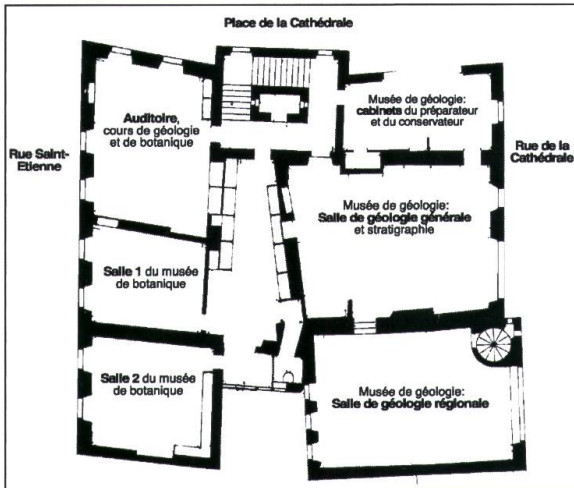 Place de la Cathédrale
Auditoire,
cours de géologie
et de botanique
Musée de géologie:
cabinets du préparateur
et du conservateur
Rue Saint-
Etienne
Rue de la
Cathédrale
Musée de géologie:
Salle de géologie générale
et stratigraphie
Salle 1 du musée
de botanique
Salle 2 du musée
de botanique
Musée de géologie:
Salle de géologie régionale